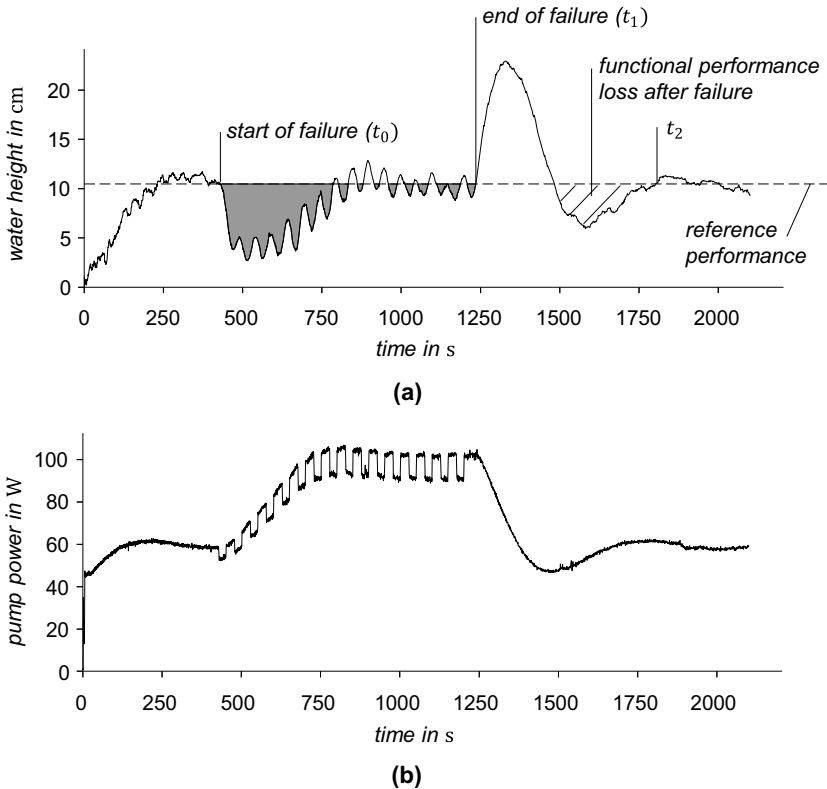 end of failure (t₁)
functional performance
loss after failure
start of failure (t₀)
t₂
water height in cm
20
15
10
5
0
reference
performance
0 250 500 750 1000 1250 1500 1750 2000
time in s
(a)
pump power in W
100
80
60
40
20
0
0 250 500 750 1000 1250 1500 1750 2000
time in s
(b)